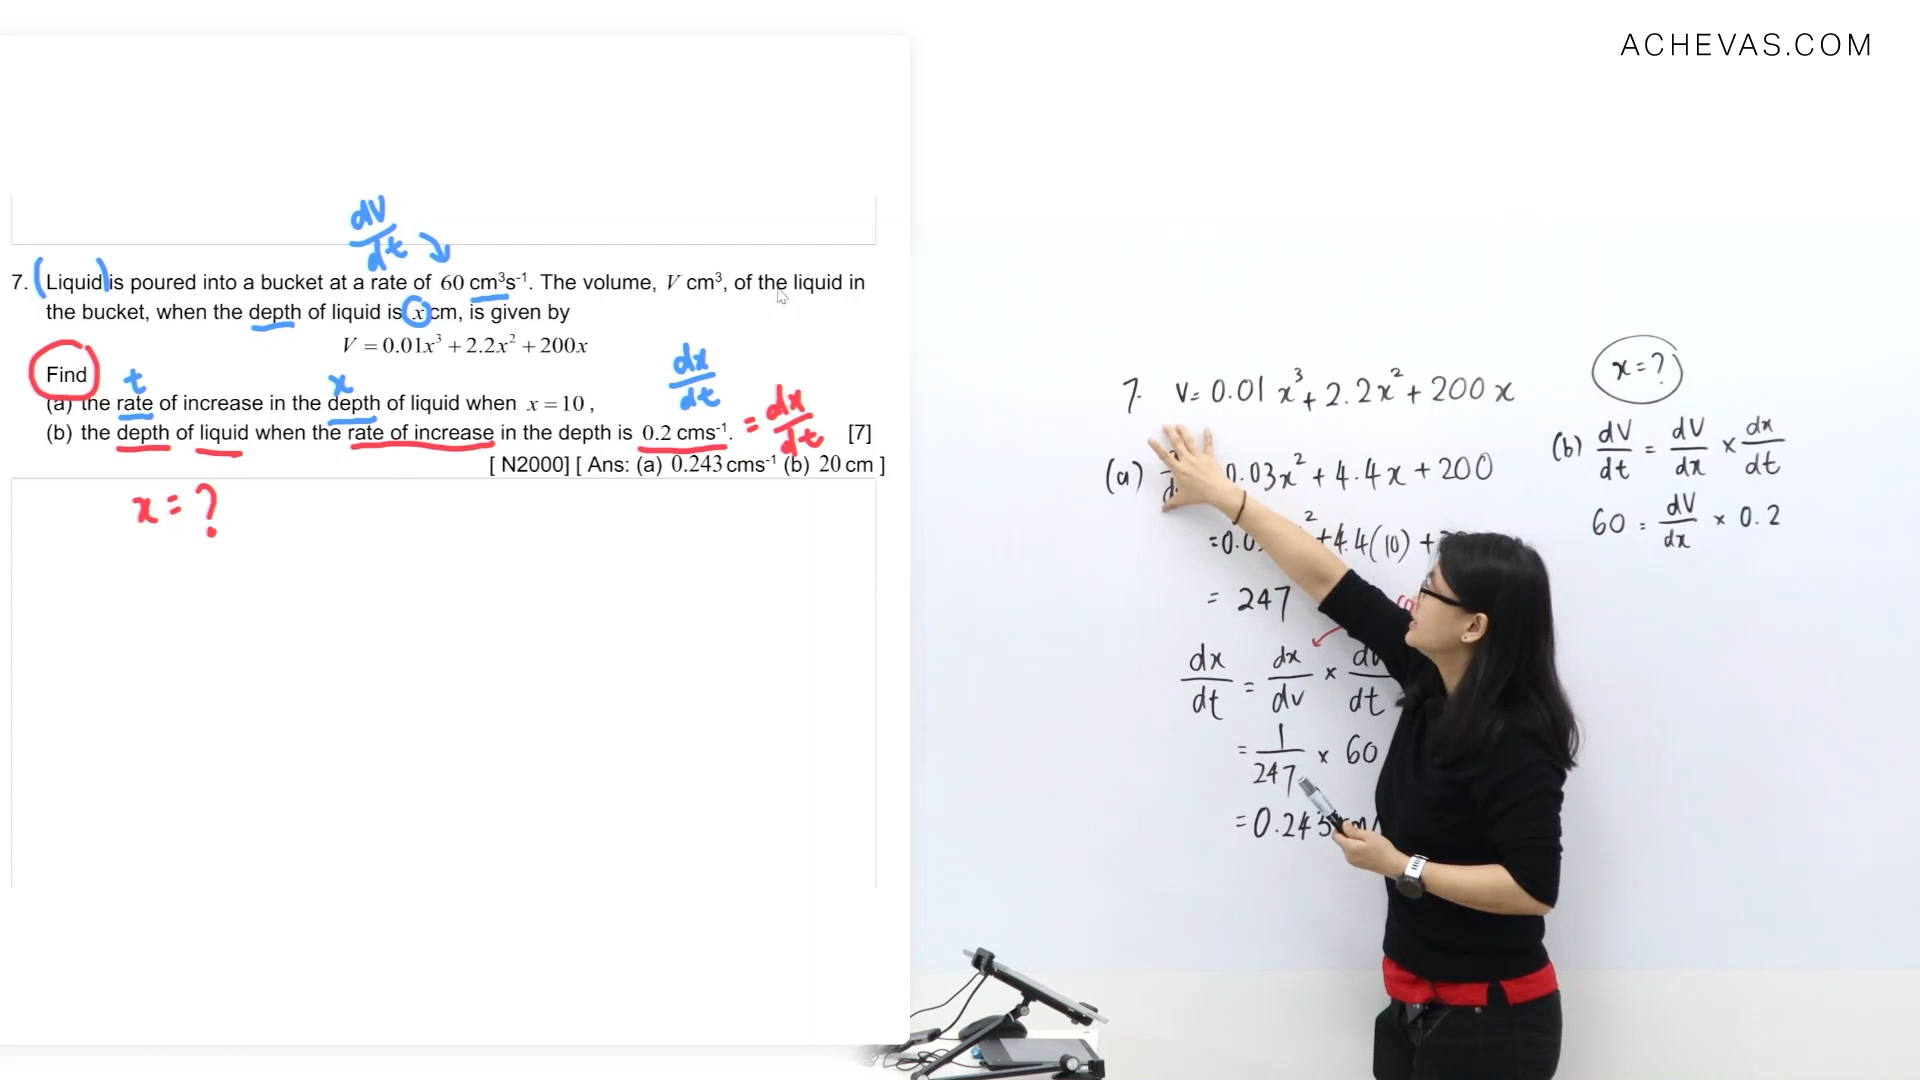 ACHEVAS.COM
dV/dt
7. (Liquid) is poured into a bucket at a rate of 60 cm³s⁻¹. The volume, V cm³, of the liquid in
the bucket, when the depth of liquid is x cm, is given by
V = 0.01x³ + 2.2x² + 200x
Find
t x dx/dt
(a) the rate of increase in the depth of liquid when x = 10 ,
(b) the depth of liquid when the rate of increase in the depth is 0.2 cms⁻¹. = dx/dt [7]
[ N2000] [ Ans: (a) 0.243 cms⁻¹ (b) 20 cm ]
x = ?
7. V = 0.01 x³ + 2.2x² + 200 x
(a) 0.03x² + 4.4x + 200
= 0.0 ² + 4.4(10) +
= 247
dx/dt = dx/dv × d /dt
= 1/247 × 60
= 0.243
x = ?
(b) dV/dt = dV/dx × dx/dt
60 = dV/dx × 0.2